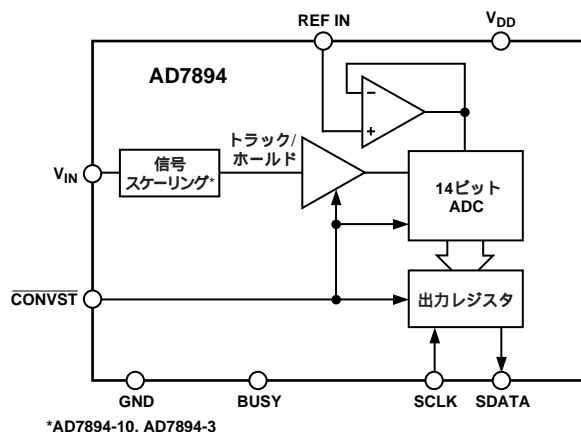 REF IN
VDD
AD7894
トラック/
ホールド
VIN
信号
スケーリング*
14ビット
ADC
CONVST
出力レジスタ
GND
BUSY
SCLK
SDATA
*AD7894-10, AD7894-3